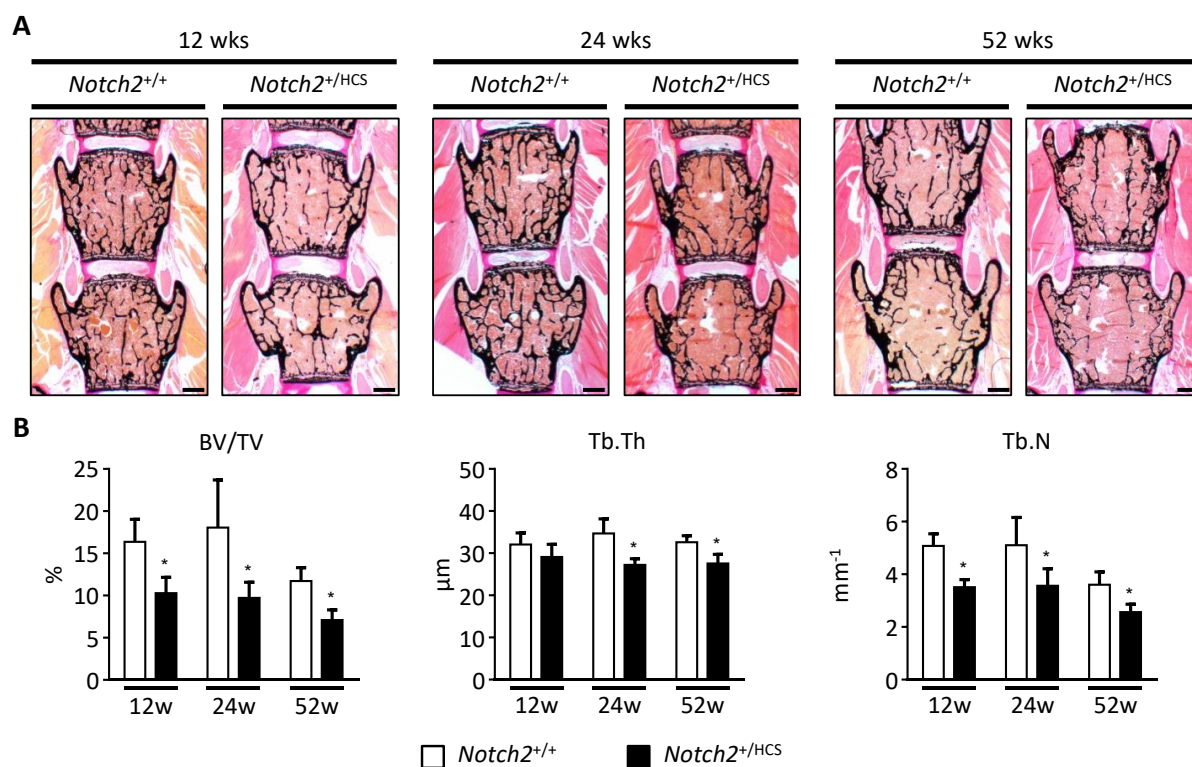 A
12 wks 24 wks 52 wks
Notch2+/+ Notch2+/HCS Notch2+/+ Notch2+/HCS Notch2+/+ Notch2+/HCS
B
BV/TV
25
20
15
10
5
0
%
* * *
12w 24w 52w
Tb.Th
50
40
30
20
10
0
µm
* *
12w 24w 52w
Tb.N
8
6
4
2
0
mm-1
* * *
12w 24w 52w
Notch2+/+ Notch2+/HCS